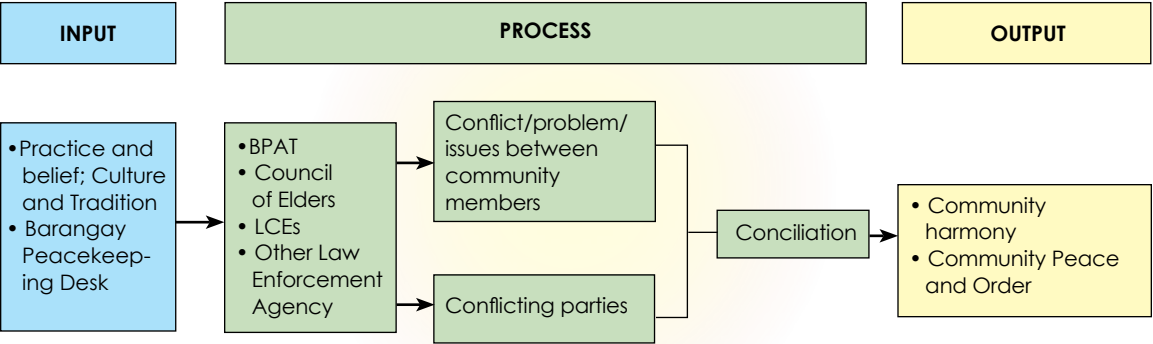 INPUT
PROCESS
OUTPUT
•Practice and
belief; Culture
and Tradition
• Barangay
Peacekeep-
ing Desk
•BPAT
• Council
of Elders
• LCEs
• Other Law
Enforcement
Agency
Conflict/problem/
issues between
community
members
Conflicting parties
Conciliation
• Community
harmony
• Community Peace
and Order